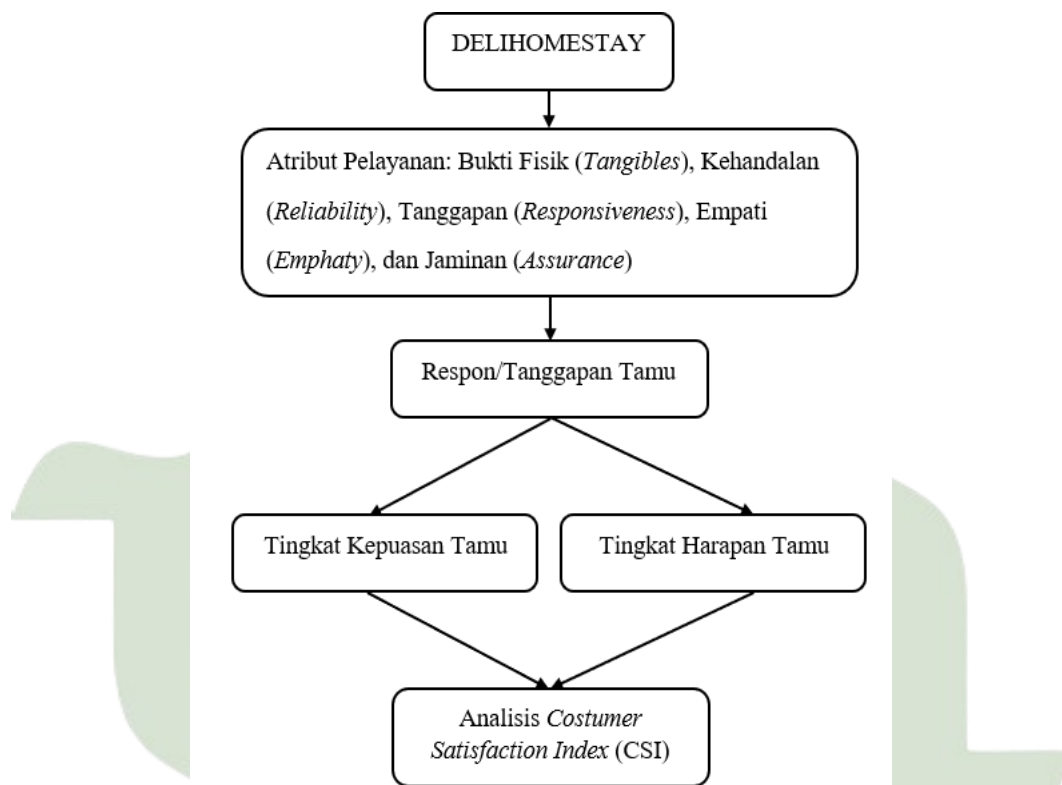 DELIHOMESTAY
Atribut Pelayanan: Bukti Fisik (Tangibles), Kehandalan
(Reliability), Tanggapan (Responsiveness), Empati
(Emphaty), dan Jaminan (Assurance)
Respon/Tanggapan Tamu
Tingkat Kepuasan Tamu
Tingkat Harapan Tamu
Analisis Costumer
Satisfaction Index (CSI)